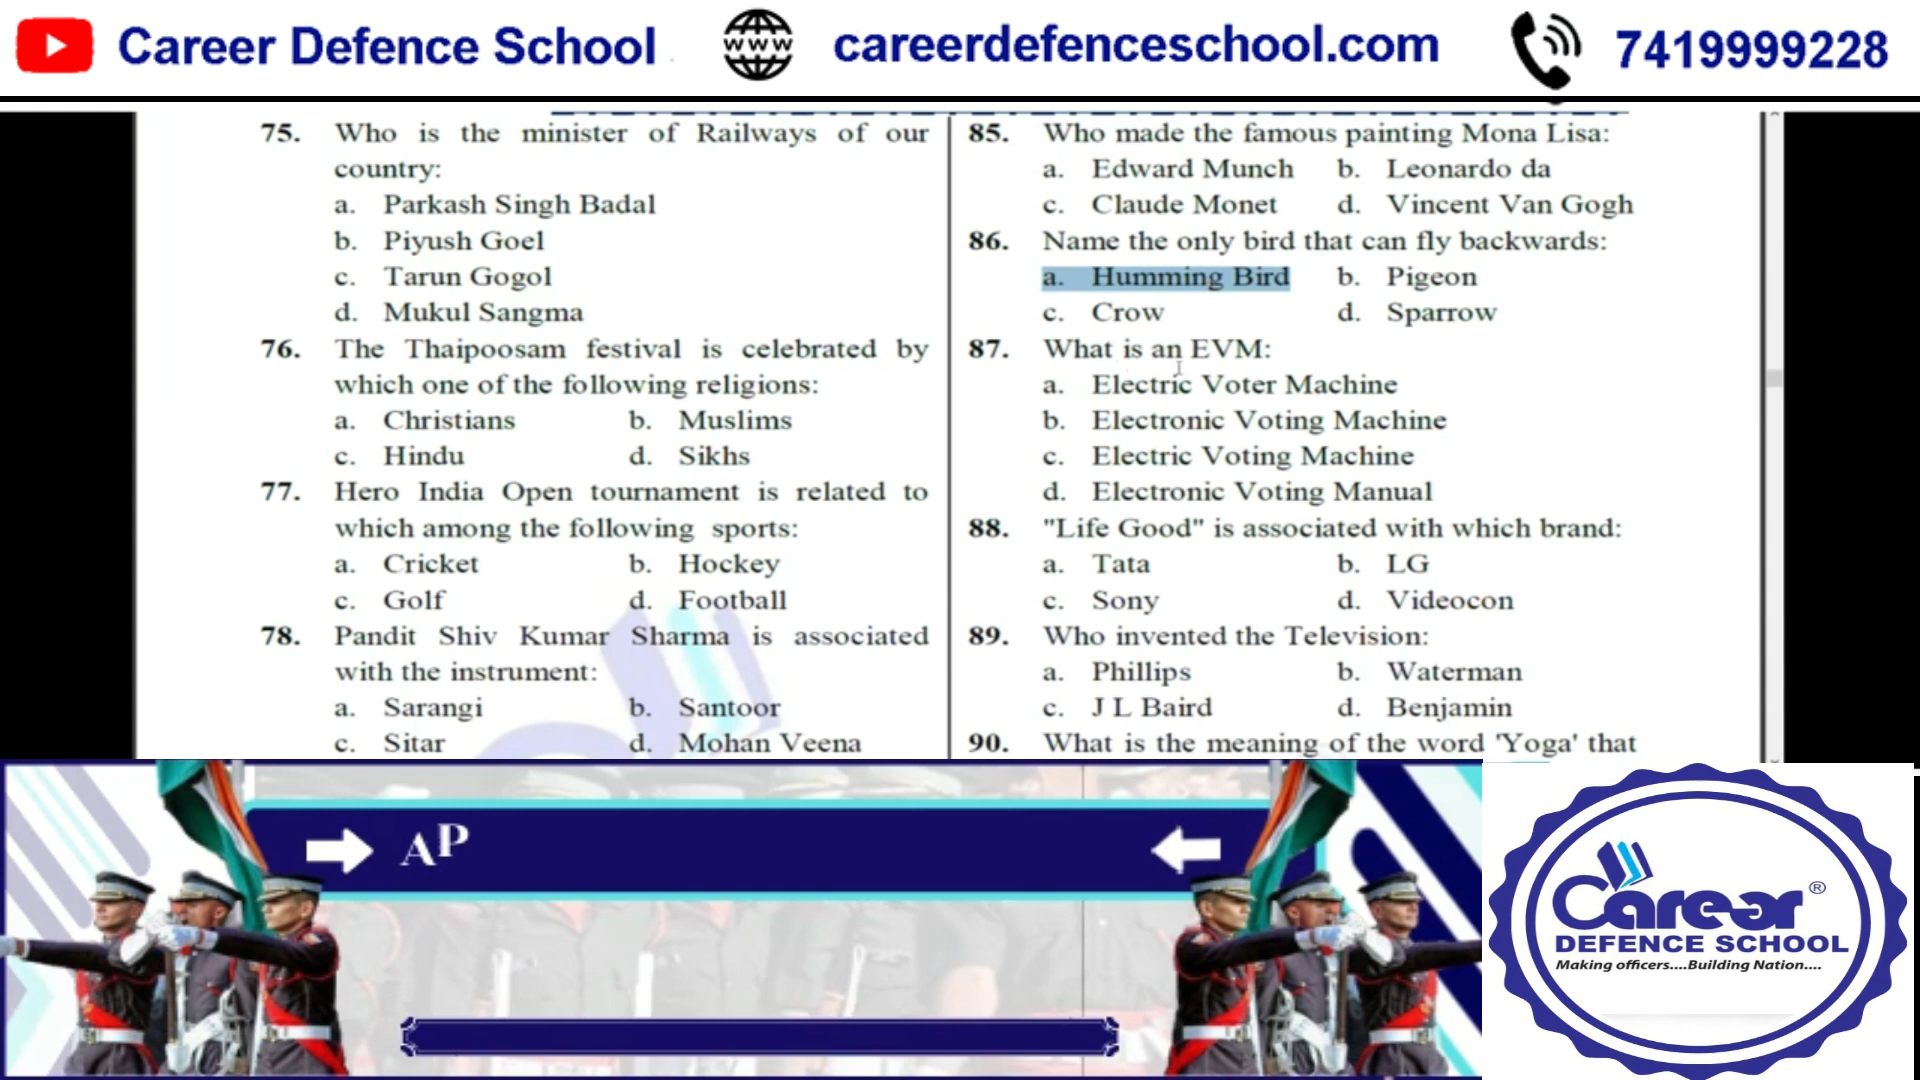 Career Defence School
www
careerdefenceschool.com
7419999228
75. Who is the minister of Railways of our
country:
a. Parkash Singh Badal
b. Piyush Goel
c. Tarun Gogol
d. Mukul Sangma
76. The Thaipoosam festival is celebrated by
which one of the following religions:
a. Christians b. Muslims
c. Hindu d. Sikhs
77. Hero India Open tournament is related to
which among the following sports:
a. Cricket b. Hockey
c. Golf d. Football
78. Pandit Shiv Kumar Sharma is associated
with the instrument:
a. Sarangi b. Santoor
c. Sitar d. Mohan Veena
85. Who made the famous painting Mona Lisa:
a. Edward Munch b. Leonardo da
c. Claude Monet d. Vincent Van Gogh
86. Name the only bird that can fly backwards:
a. Humming Bird b. Pigeon
c. Crow d. Sparrow
87. What is an EVM:
a. Electric Voter Machine
b. Electronic Voting Machine
c. Electric Voting Machine
d. Electronic Voting Manual
88. "Life Good" is associated with which brand:
a. Tata b. LG
c. Sony d. Videocon
89. Who invented the Television:
a. Phillips b. Waterman
c. J L Baird d. Benjamin
90. What is the meaning of the word 'Yoga' that
AP
Career ®
DEFENCE SCHOOL
Making officers....Building Nation....